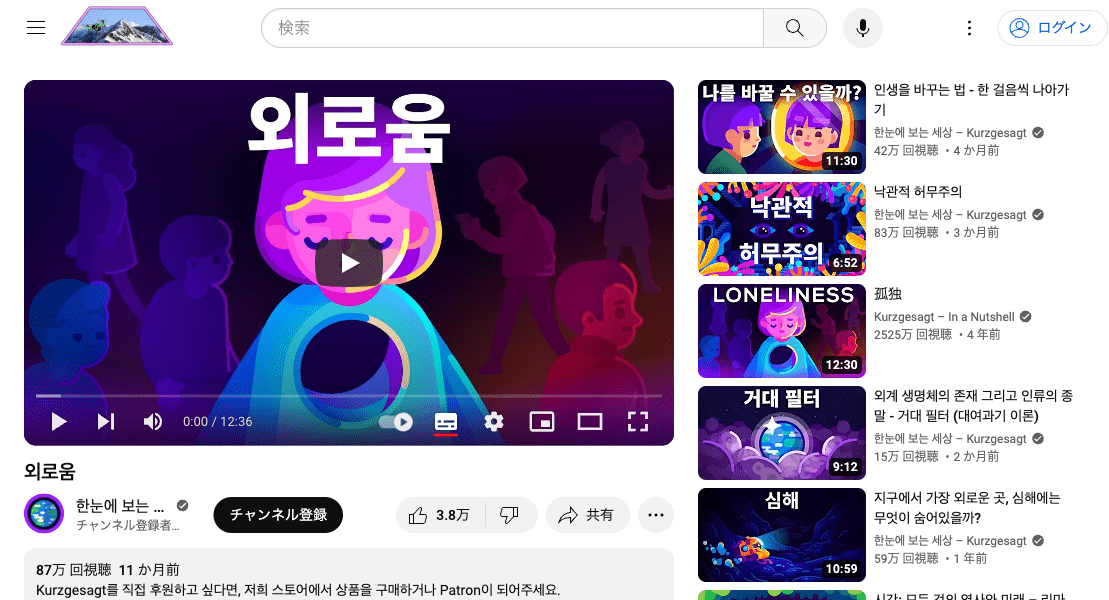 検索
ログイン
외로움
0:00 / 12:36
외로움
한눈에 보는 ...
チャンネル登録者...
チャンネル登録
3.8万
共有
87万 回視聴 11 か月前
Kurzgesagt를 직접 후원하고 싶다면, 저희 스토어에서 상품을 구매하거나 Patron이 되어주세요.
나를 바꿀 수 있을까?
11:30
인생을 바꾸는 법 - 한 걸음씩 나아가
기
한눈에 보는 세상 – Kurzgesagt
42万 回視聴 ・4 か月前
낙관적
허무주의
6:52
낙관적 허무주의
한눈에 보는 세상 – Kurzgesagt
83万 回視聴 ・3 か月前
LONELINESS
12:30
孤独
Kurzgesagt – In a Nutshell
2525万 回視聴 ・4 年前
거대 필터
9:12
외계 생명체의 존재 그리고 인류의 종
말 - 거대 필터 (대여과기 이론)
한눈에 보는 세상 – Kurzgesagt
15万 回視聴 ・2 か月前
심해
10:59
지구에서 가장 외로운 곳, 심해에는
무엇이 숨어있을까?
한눈에 보는 세상 – Kurzgesagt
59万 回視聴 ・1 年前